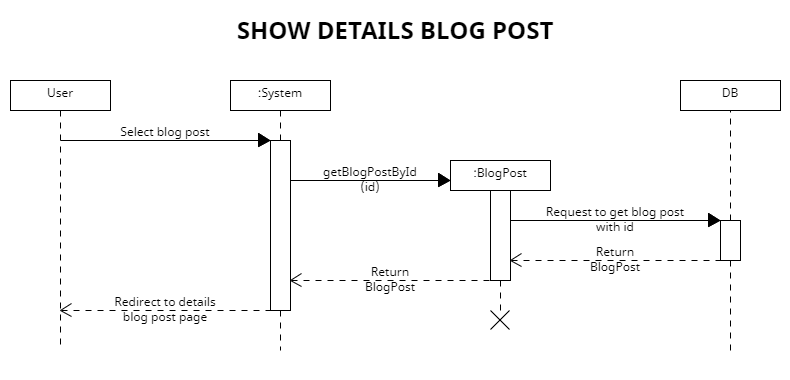 SHOW DETAILS BLOG POST
User
:System
DB
Select blog post
getBlogPostById
(id)
:BlogPost
Request to get blog post
with id
Return
BlogPost
Return
BlogPost
Redirect to details
blog post page